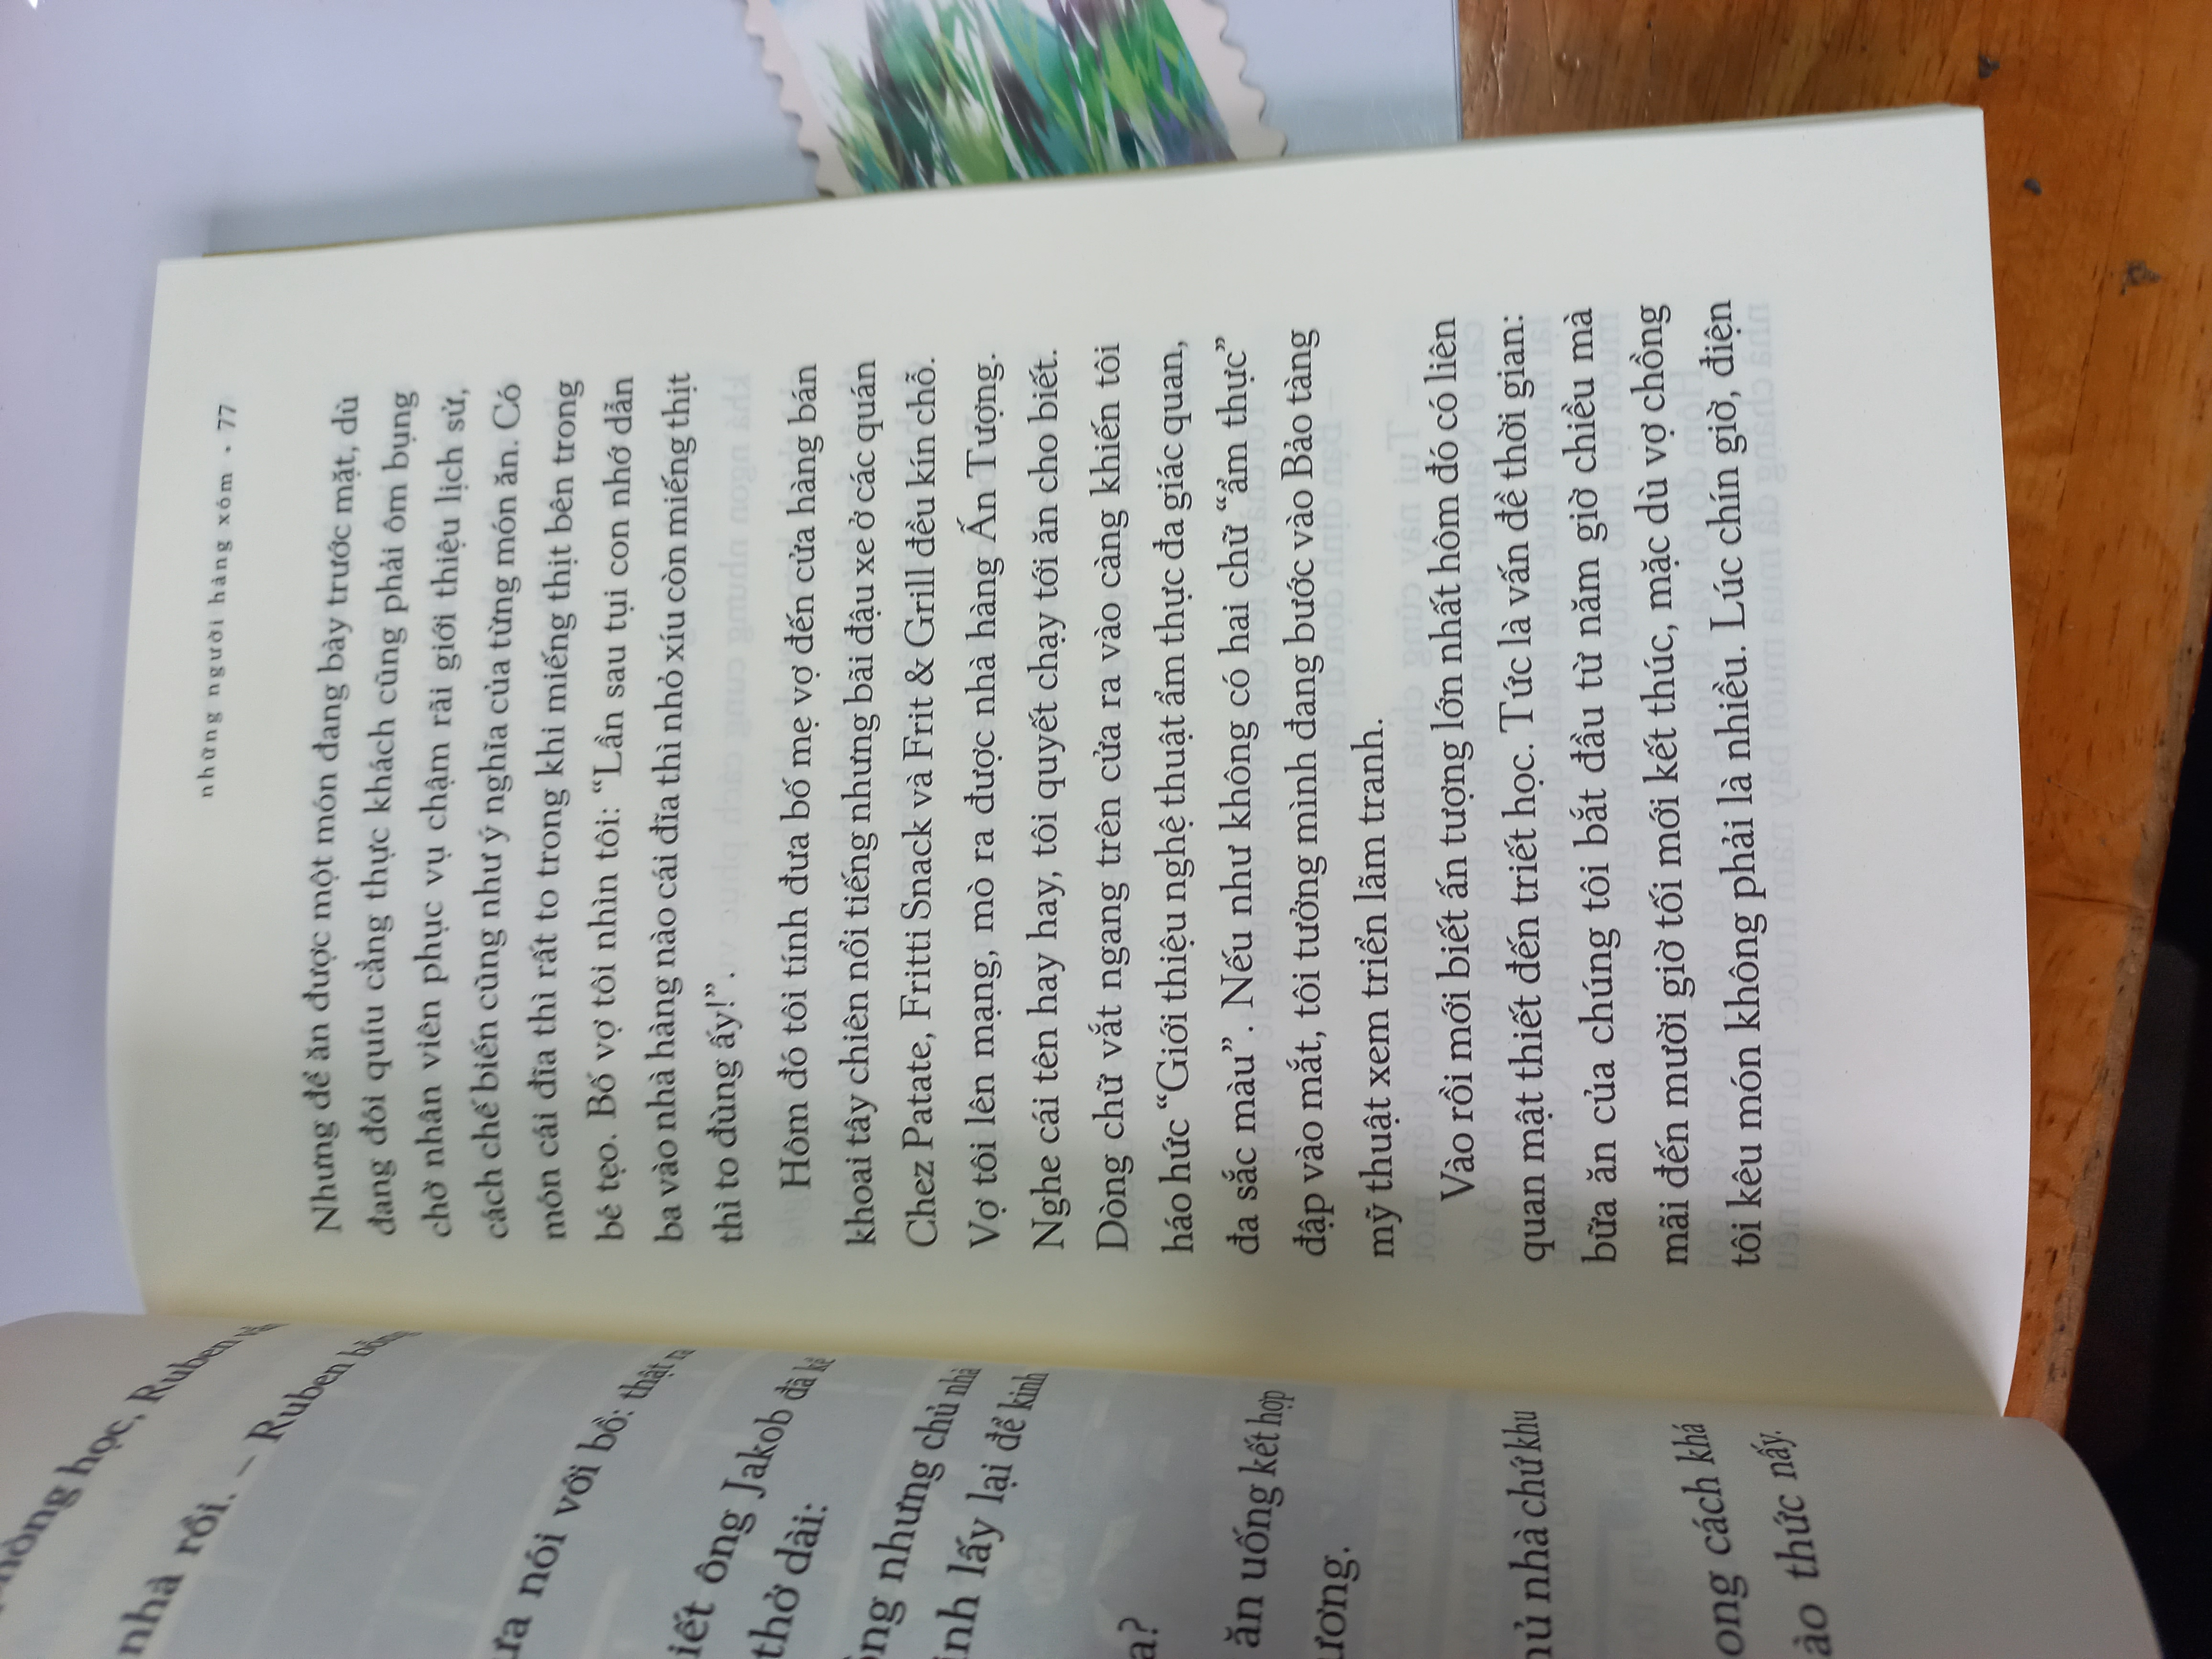 phòng học, Ruben
nhà rồi. – Ruben bỗng
ưa nói với bồ: thật ra
iết ông Jakob đã kể
thở dài:
ông nhưng chủ nhà
inh lấy lại để kinh
a?
ăn uống kết hợp
ương.
hủ nhà chứ khu
ong cách khá
ào thức nấy.
những người hàng xóm • 77
Nhưng để ăn được một món đang bày trước mặt, dù
đang đói quíu cẳng thực khách cũng phải ôm bụng
chờ nhân viên phục vụ chậm rãi giới thiệu lịch sử,
cách chế biến cũng như ý nghĩa của từng món ăn. Có
món cái đĩa thì rất to trong khi miếng thịt bên trong
bé tẹo. Bố vợ tôi nhìn tôi: “Lần sau tụi con nhớ dẫn
ba vào nhà hàng nào cái đĩa thì nhỏ xíu còn miếng thịt
thì to đùng ấy!”.
Hôm đó tôi tính đưa bố mẹ vợ đến cửa hàng bán
khoai tây chiên nổi tiếng nhưng bãi đậu xe ở các quán
Chez Patate, Fritti Snack và Frit & Grill đều kín chỗ.
Vợ tôi lên mạng, mò ra được nhà hàng Ấn Tượng.
Nghe cái tên hay hay, tôi quyết chạy tới ăn cho biết.
Dòng chữ vắt ngang trên cửa ra vào càng khiến tôi
háo hức “Giới thiệu nghệ thuật ẩm thực đa giác quan,
đa sắc màu”. Nếu như không có hai chữ “ẩm thực”
đập vào mắt, tôi tưởng mình đang bước vào Bảo tàng
mỹ thuật xem triển lãm tranh.
Vào rồi mới biết ấn tượng lớn nhất hôm đó có liên
quan mật thiết đến triết học. Tức là vấn đề thời gian:
bữa ăn của chúng tôi bắt đầu từ năm giờ chiều mà
mãi đến mười giờ tối mới kết thúc, mặc dù vợ chồng
tôi kêu món không phải là nhiều. Lúc chín giờ, điện